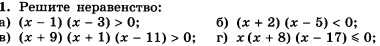 1. Решите неравенство:
а) (x − 1) (x − 3) > 0; б) (x + 2) (x − 5) < 0;
в) (x + 9) (x + 1) (x − 11) > 0; г) x (x + 8) (x − 17) ⩽ 0;